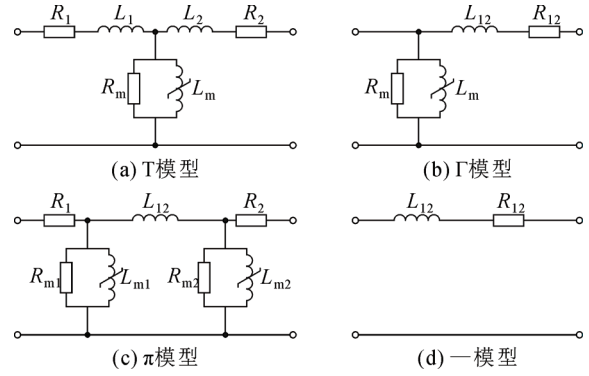 R₁ L₁ L₂ R₂
Rₘ Lₘ
(a) T模型
L₁₂ R₁₂
Rₘ Lₘ
(b) Γ模型
R₁ L₁₂ R₂
Rₘ₁ Lₘ₁ Rₘ₂ Lₘ₂
(c) π模型
L₁₂ R₁₂
(d) 一模型